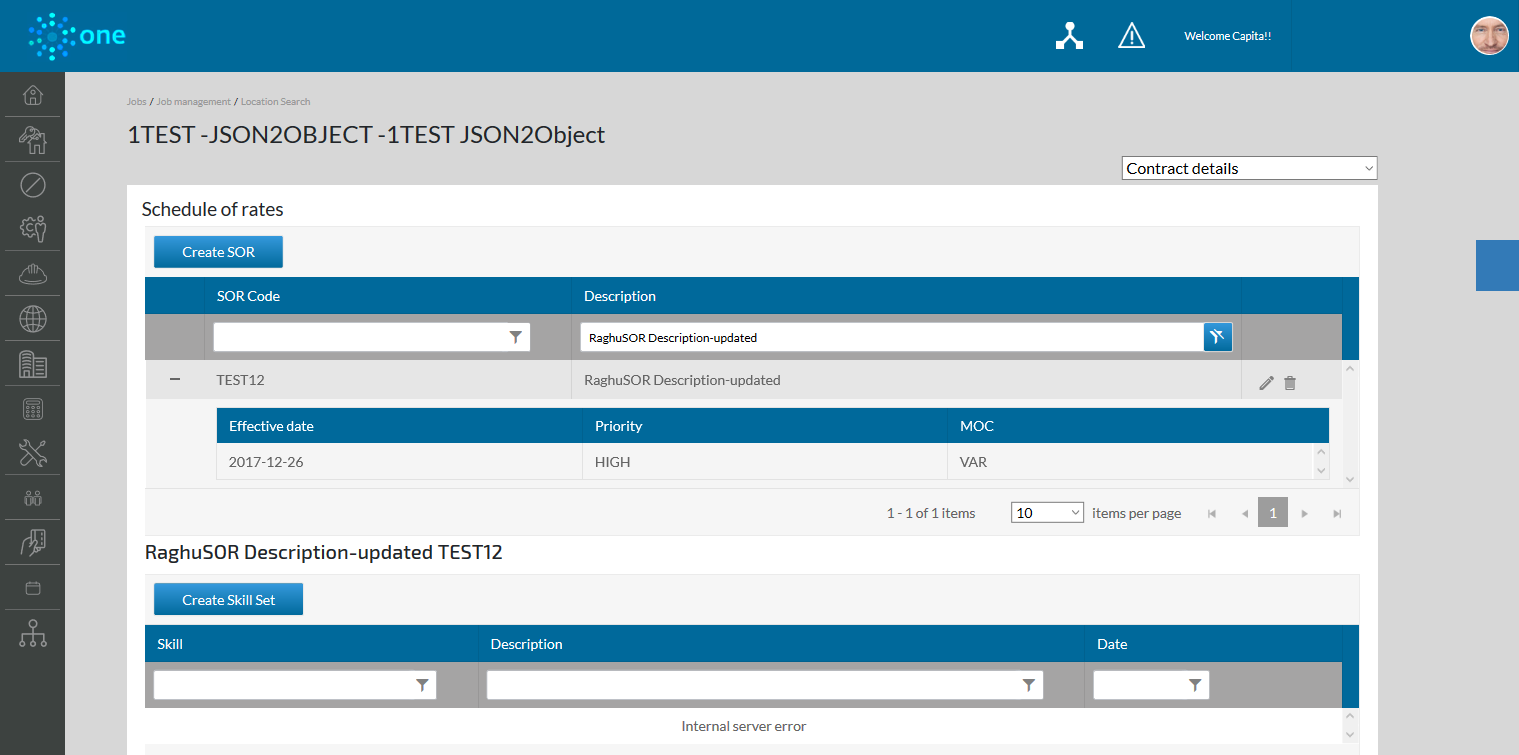 one
Welcome Capita!!
Jobs / Job management / Location Search
1TEST -JSON2OBJECT -1TEST JSON2Object
Contract details
Schedule of rates
Create SOR
SOR Code Description
RaghuSOR Description-updated
TEST12 RaghuSOR Description-updated
Effective date Priority MOC
2017-12-26 HIGH VAR
1 - 1 of 1 items 10 items per page 1
RaghuSOR Description-updated TEST12
Create Skill Set
Skill Description Date
Internal server error